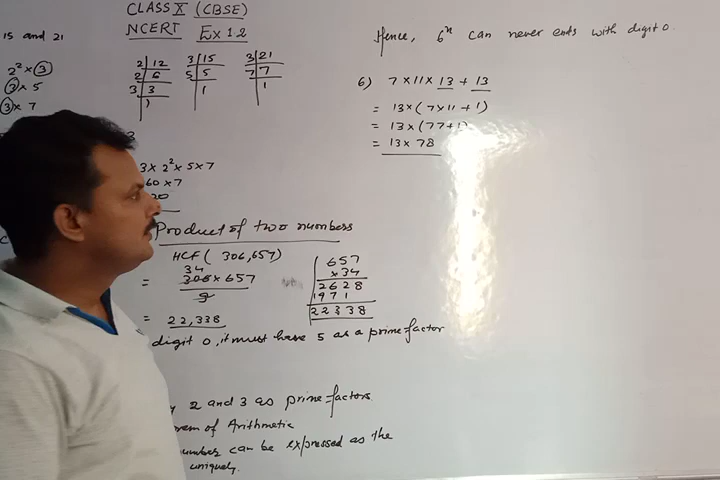 CLASS X (CBSE)
NCERT Ex 1.2
15 and 21
2² × 3
3 × 5
3 × 7
2 | 12
2 | 6
3 | 3
1
3 | 15
5 | 5
1
3 | 21
7 | 7
1
3 × 2² × 5 × 7
60 × 7
20
Product of two numbers
HCF ( 306, 657)
34
= 306 × 657
9
= 22,338
657
× 34
2628
1971
22338
digit 0, it must have 5 as a prime factor
2 and 3 as prime factors
orem of Arithmetic
number can be expressed as the
uniquely.
Hence, 6ⁿ can never ends with digit 0.
6) 7 × 11 × 13 + 13
= 13 × ( 7 × 11 + 1)
= 13 × (77 + 1)
= 13 × 78